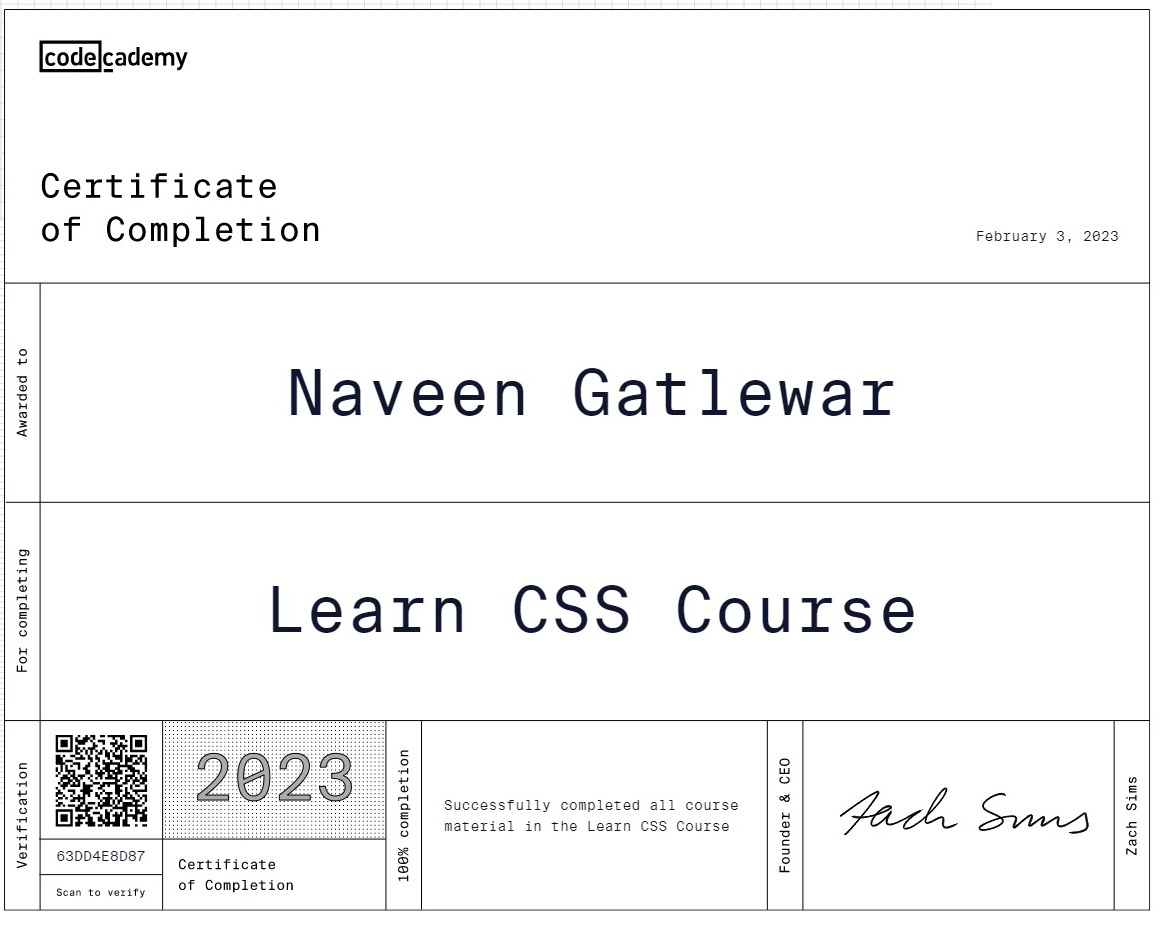 codecademy
Certificate
of Completion
February 3, 2023
Awarded to
Naveen Gatlewar
For completing
Learn CSS Course
Verification
63DD4E8D87
Scan to verify
2023
Certificate
of Completion
100% completion
Successfully completed all course
material in the Learn CSS Course
Founder & CEO
Zach Sims
Zach Sims